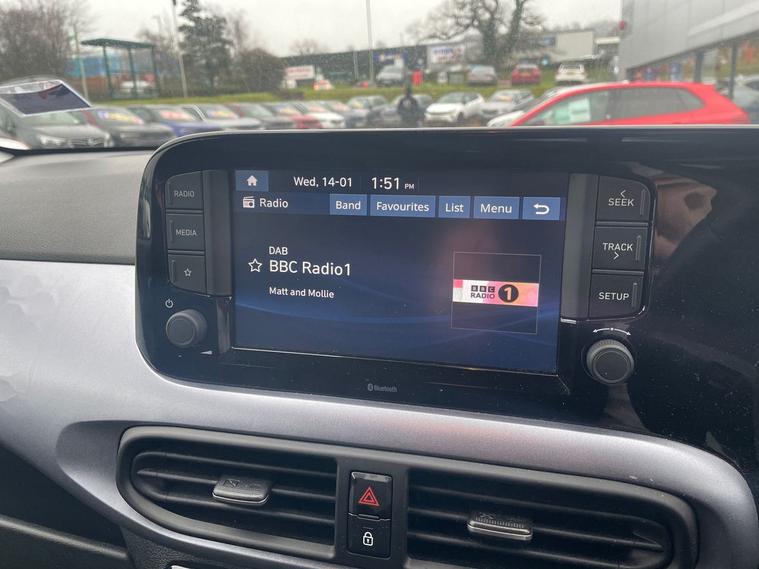 Wed, 14-01 1:51 PM
RADIO
Radio Band Favourites List Menu
MEDIA
DAB
BBC Radio1
Matt and Mollie
BBC
RADIO 1
SEEK
TRACK
SETUP
Bluetooth